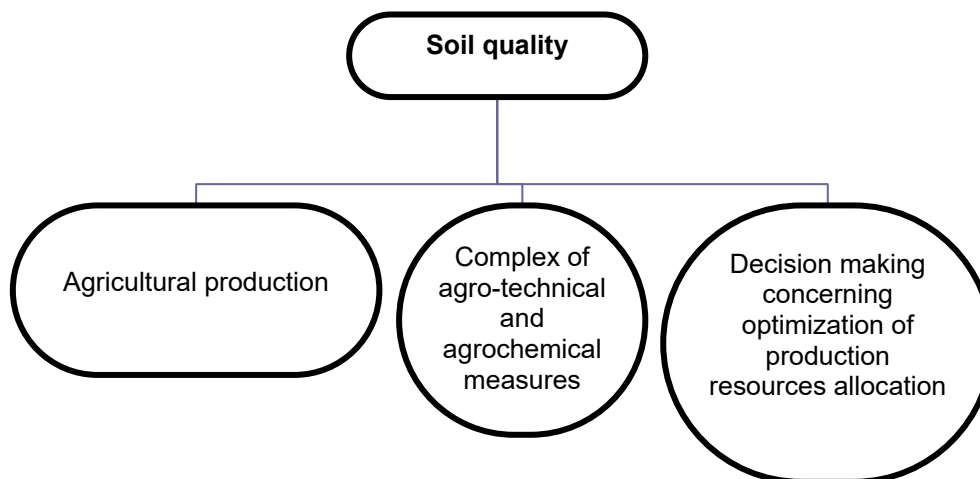 Soil quality
Agricultural production
Complex of
agro-technical
and
agrochemical
measures
Decision making
concerning
optimization of
production
resources allocation